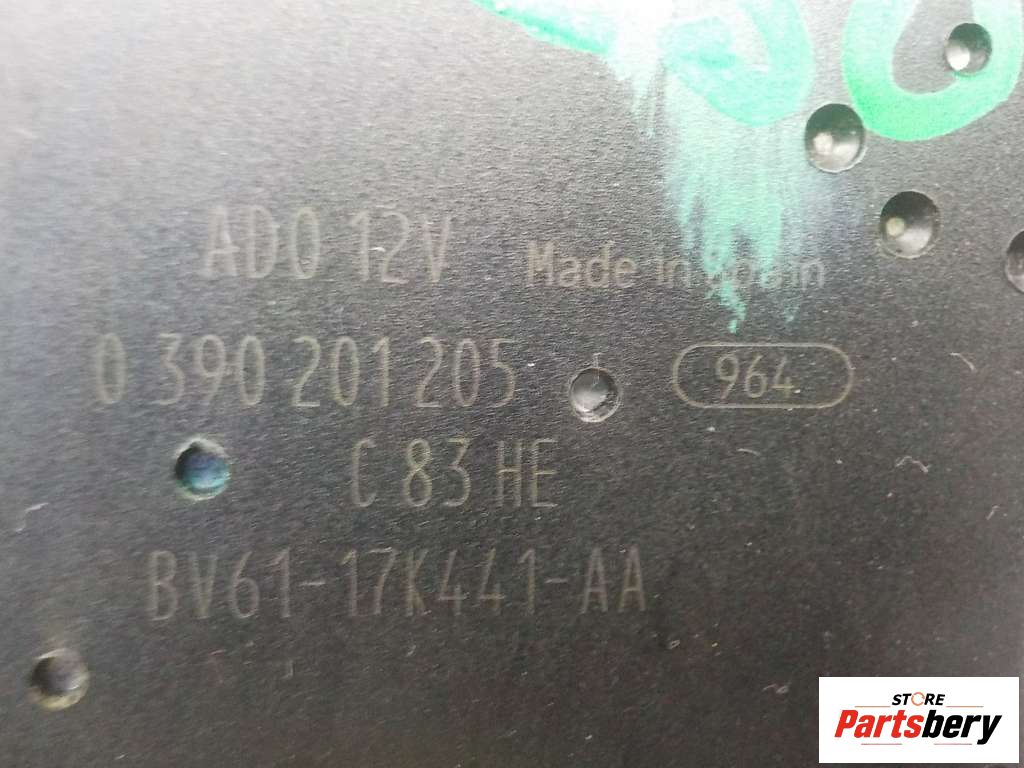 ADO 12V Made in Spain
0 390 201 205 964
C 83 HE
BV61-17K441-AA
STORE
Partsbery